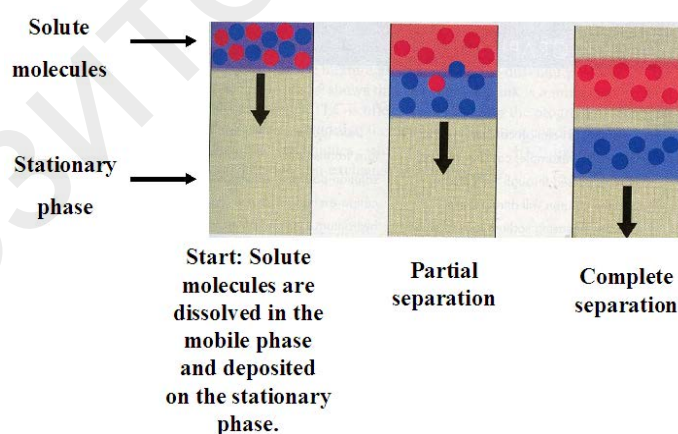 Solute
molecules
Stationary
phase
Start: Solute
molecules are
dissolved in the
mobile phase
and deposited
on the stationary
phase.
Partial
separation
Complete
separation